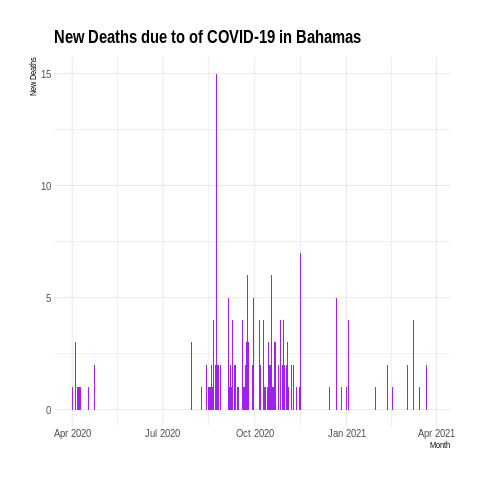 New Deaths due to of COVID-19 in Bahamas
New Deaths
15
10
5
0
Apr 2020
Jul 2020
Oct 2020
Jan 2021
Apr 2021
Month